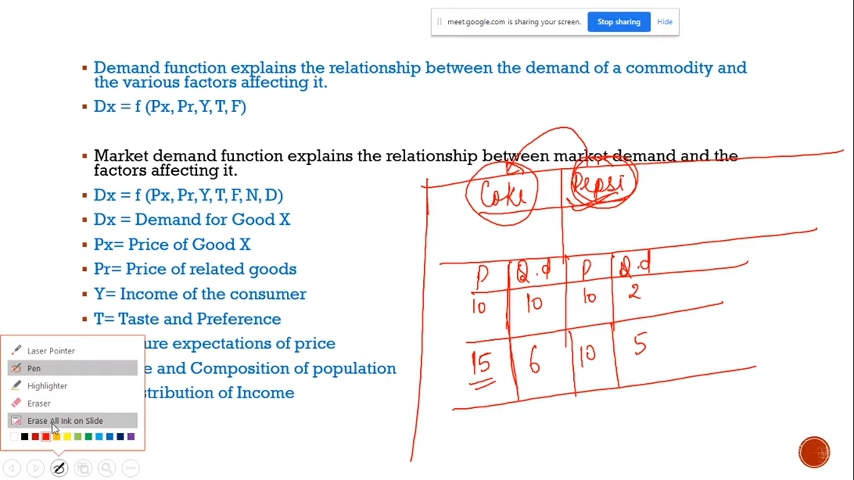 meet.google.com is sharing your screen. Stop sharing Hide
Demand function explains the relationship between the demand of a commodity and
the various factors affecting it.
Dx = f (Px, Pr, Y, T, F)
Market demand function explains the relationship between market demand and the
factors affecting it.
Dx = f (Px, Pr, Y, T, F, N, D)
Dx = Demand for Good X
Px= Price of Good X
Pr= Price of related goods
Y= Income of the consumer
T= Taste and Preference
ure expectations of price
e and Composition of population
stribution of Income
Coke Pepsi
P Q.d P Q.d
10 10 10 2
15 6 10 5
Laser Pointer
Pen
Highlighter
Eraser
Erase All Ink on Slide